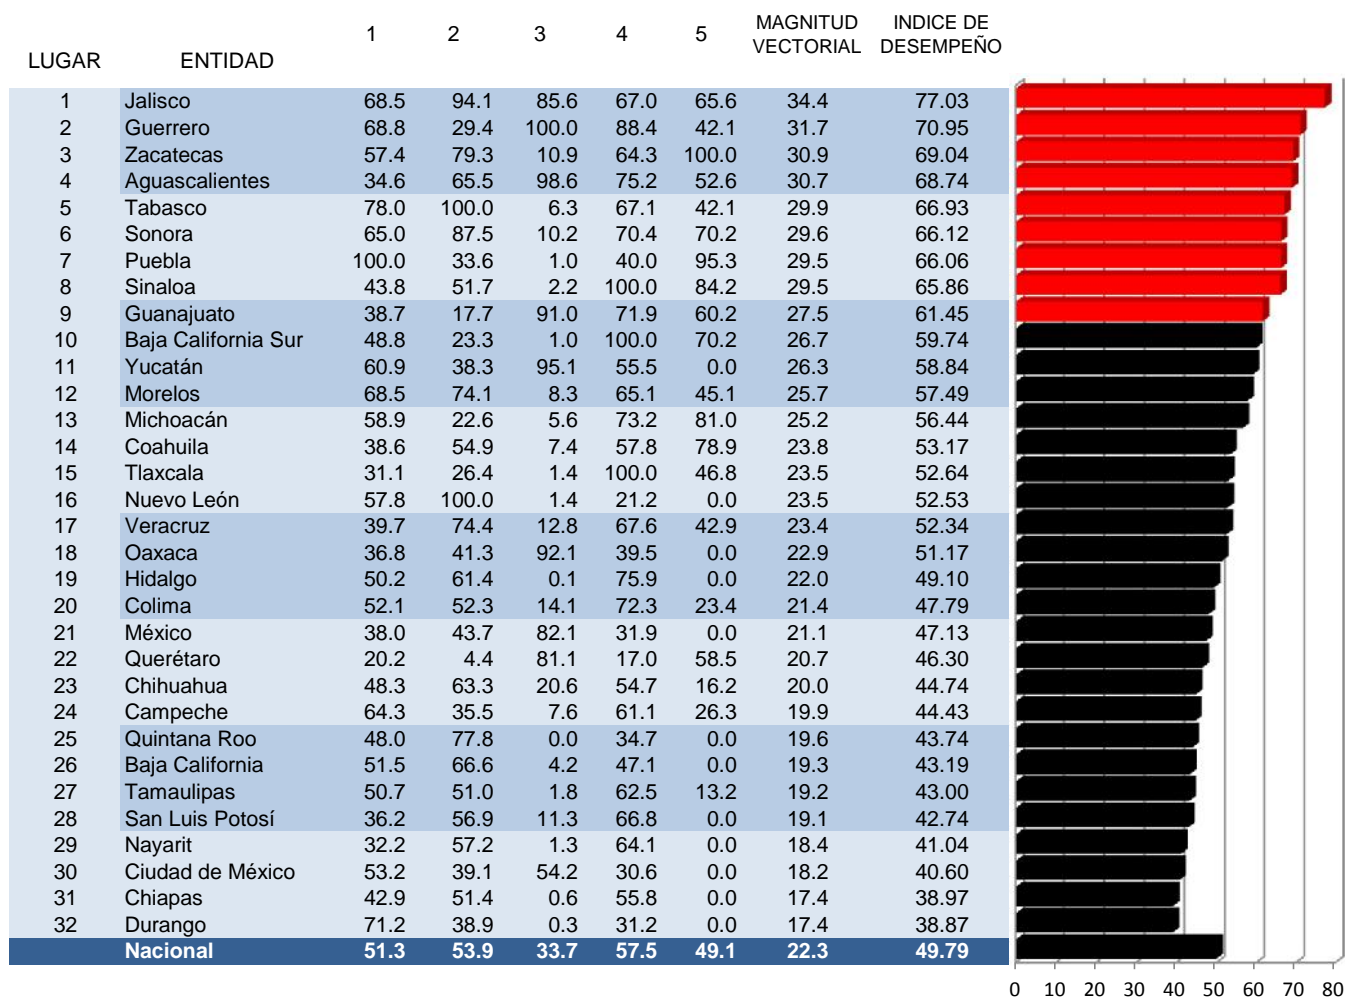 LUGAR ENTIDAD 1 2 3 4 5 MAGNITUD VECTORIAL INDICE DE DESEMPEÑO
1 Jalisco 68.5 94.1 85.6 67.0 65.6 34.4 77.03
2 Guerrero 68.8 29.4 100.0 88.4 42.1 31.7 70.95
3 Zacatecas 57.4 79.3 10.9 64.3 100.0 30.9 69.04
4 Aguascalientes 34.6 65.5 98.6 75.2 52.6 30.7 68.74
5 Tabasco 78.0 100.0 6.3 67.1 42.1 29.9 66.93
6 Sonora 65.0 87.5 10.2 70.4 70.2 29.6 66.12
7 Puebla 100.0 33.6 1.0 40.0 95.3 29.5 66.06
8 Sinaloa 43.8 51.7 2.2 100.0 84.2 29.5 65.86
9 Guanajuato 38.7 17.7 91.0 71.9 60.2 27.5 61.45
10 Baja California Sur 48.8 23.3 1.0 100.0 70.2 26.7 59.74
11 Yucatán 60.9 38.3 95.1 55.5 0.0 26.3 58.84
12 Morelos 68.5 74.1 8.3 65.1 45.1 25.7 57.49
13 Michoacán 58.9 22.6 5.6 73.2 81.0 25.2 56.44
14 Coahuila 38.6 54.9 7.4 57.8 78.9 23.8 53.17
15 Tlaxcala 31.1 26.4 1.4 100.0 46.8 23.5 52.64
16 Nuevo León 57.8 100.0 1.4 21.2 0.0 23.5 52.53
17 Veracruz 39.7 74.4 12.8 67.6 42.9 23.4 52.34
18 Oaxaca 36.8 41.3 92.1 39.5 0.0 22.9 51.17
19 Hidalgo 50.2 61.4 0.1 75.9 0.0 22.0 49.10
20 Colima 52.1 52.3 14.1 72.3 23.4 21.4 47.79
21 México 38.0 43.7 82.1 31.9 0.0 21.1 47.13
22 Querétaro 20.2 4.4 81.1 17.0 58.5 20.7 46.30
23 Chihuahua 48.3 63.3 20.6 54.7 16.2 20.0 44.74
24 Campeche 64.3 35.5 7.6 61.1 26.3 19.9 44.43
25 Quintana Roo 48.0 77.8 0.0 34.7 0.0 19.6 43.74
26 Baja California 51.5 66.6 4.2 47.1 0.0 19.3 43.19
27 Tamaulipas 50.7 51.0 1.8 62.5 13.2 19.2 43.00
28 San Luis Potosí 36.2 56.9 11.3 66.8 0.0 19.1 42.74
29 Nayarit 32.2 57.2 1.3 64.1 0.0 18.4 41.04
30 Ciudad de México 53.2 39.1 54.2 30.6 0.0 18.2 40.60
31 Chiapas 42.9 51.4 0.6 55.8 0.0 17.4 38.97
32 Durango 71.2 38.9 0.3 31.2 0.0 17.4 38.87
Nacional 51.3 53.9 33.7 57.5 49.1 22.3 49.79
0 10 20 30 40 50 60 70 80